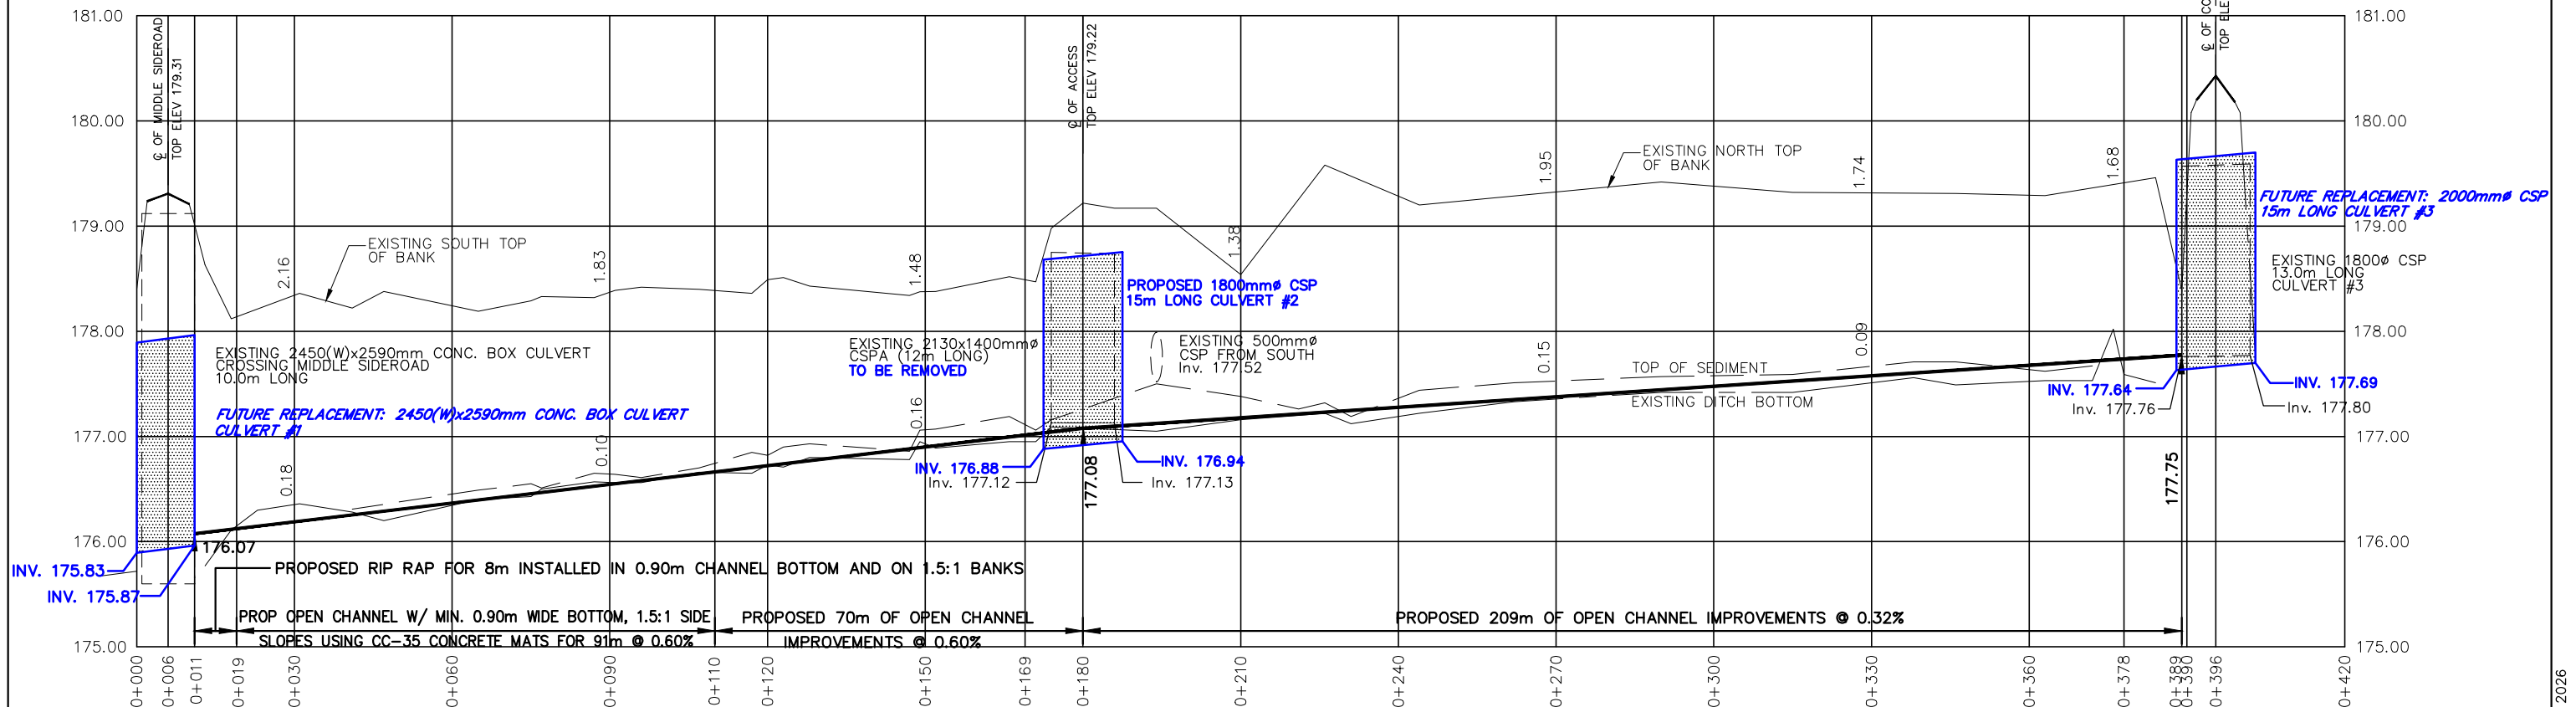 181.00
180.00
179.00
178.00
177.00
176.00
175.00
℄ OF MIDDLE SIDEROAD
TOP ELEV 179.31
℄ OF ACCESS
TOP ELEV 179.22
℄ OF
TOP
181.00
180.00
179.00
178.00
177.00
176.00
175.00
EXISTING SOUTH TOP
OF BANK
EXISTING NORTH TOP
OF BANK
2.16
1.83
1.48
1.38
1.95
1.74
1.68
0.18
0.10
0.16
0.15
0.09
EXISTING 2450(W)x2590mm CONC. BOX CULVERT
CROSSING MIDDLE SIDEROAD
10.0m LONG
FUTURE REPLACEMENT: 2450(W)x2590mm CONC. BOX CULVERT
CULVERT #1
EXISTING 2130x1400mmø
CSPA (12m LONG)
TO BE REMOVED
PROPOSED 1800mmø CSP
15m LONG CULVERT #2
EXISTING 500mmø
CSP FROM SOUTH
Inv. 177.52
TOP OF SEDIMENT
EXISTING DITCH BOTTOM
FUTURE REPLACEMENT: 2000mmø CSP
15m LONG CULVERT #3
EXISTING 1800ø CSP
13.0m LONG
CULVERT #3
INV. 177.64
Inv. 177.76
INV. 177.69
Inv. 177.80
INV. 176.88
Inv. 177.12
INV. 176.94
Inv. 177.13
177.08
177.75
176.07
INV. 175.83
INV. 175.87
PROPOSED RIP RAP FOR 8m INSTALLED IN 0.90m CHANNEL BOTTOM AND ON 1.5:1 BANKS
PROP OPEN CHANNEL W/ MIN. 0.90m WIDE BOTTOM, 1.5:1 SIDE
SLOPES USING CC-35 CONCRETE MATS FOR 91m @ 0.60%
PROPOSED 70m OF OPEN CHANNEL
IMPROVEMENTS @ 0.60%
PROPOSED 209m OF OPEN CHANNEL IMPROVEMENTS @ 0.32%
0+000
0+006
0+011
0+019
0+030
0+060
0+090
0+110
0+120
0+150
0+169
0+180
0+210
0+240
0+270
0+300
0+330
0+360
0+378
0+389
0+390
0+396
0+420
2026